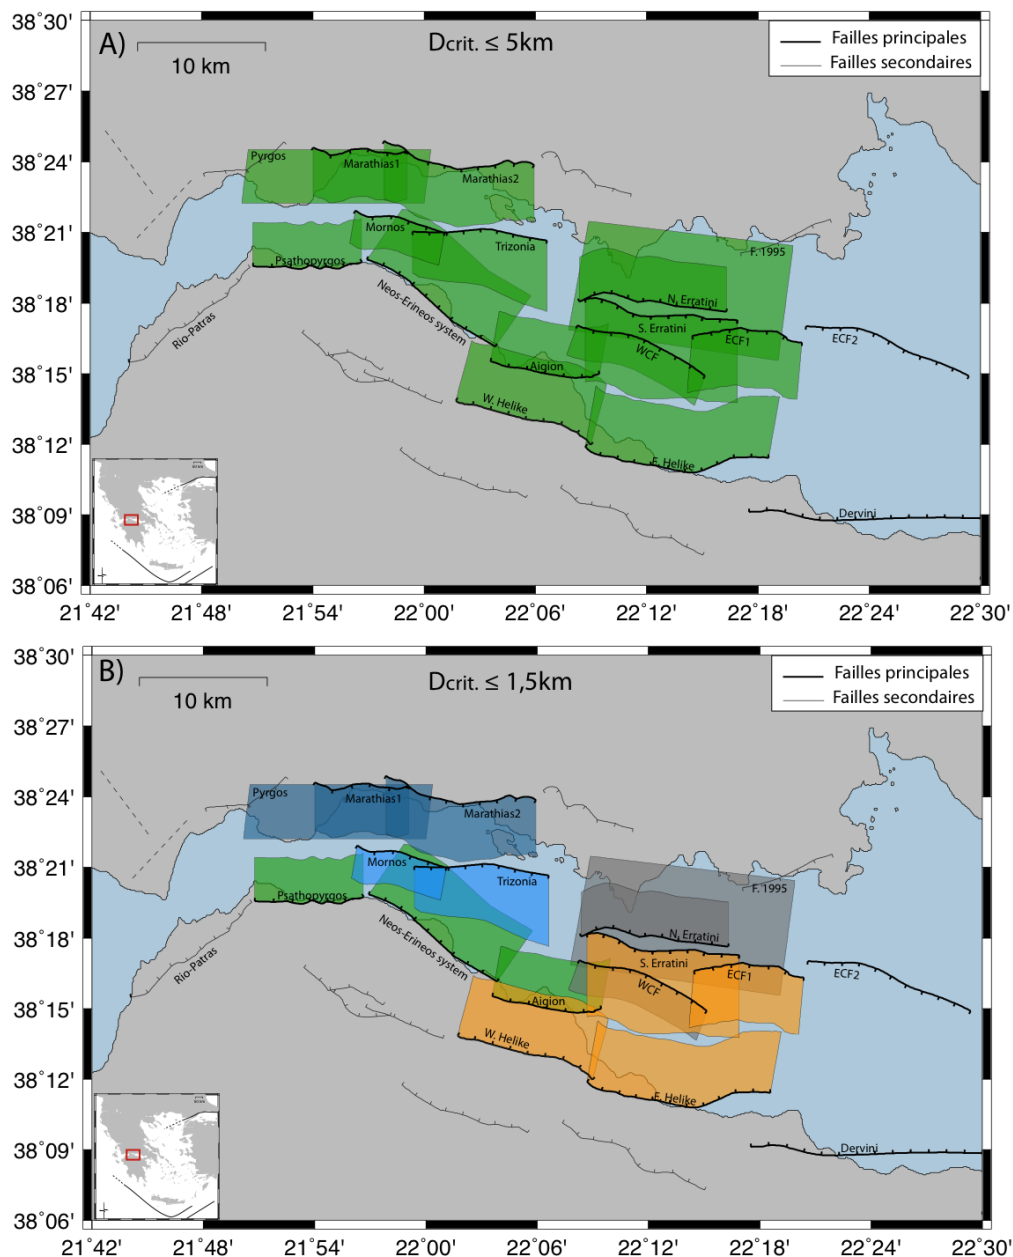 A)
Dcrit. ≤ 5km
Failles principales
Failles secondaires
10 km
38˚30'
38˚27'
38˚24'
38˚21'
38˚18'
38˚15'
38˚12'
38˚09'
38˚06'
Pyrgos
Marathias1
Marathias2
Mornos
Trizonia
Psathopyrgos
Neos-Erineos system
Rio-Patras
F. 1995
N. Erratini
S. Erratini
ECF1
ECF2
WCF
Aigion
W. Helike
E. Helike
Dervini
21˚42'
21˚48'
21˚54'
22˚00'
22˚06'
22˚12'
22˚18'
22˚24'
22˚30'
B)
Dcrit. ≤ 1,5km
Failles principales
Failles secondaires
10 km
38˚30'
38˚27'
38˚24'
38˚21'
38˚18'
38˚15'
38˚12'
38˚09'
38˚06'
Pyrgos
Marathias1
Marathias2
Mornos
Trizonia
Psathopyrgos
Neos-Erineos system
Rio-Patras
F. 1995
N. Erratini
S. Erratini
ECF1
ECF2
WCF
Aigion
W. Helike
E. Helike
Dervini
21˚42'
21˚48'
21˚54'
22˚00'
22˚06'
22˚12'
22˚18'
22˚24'
22˚30'